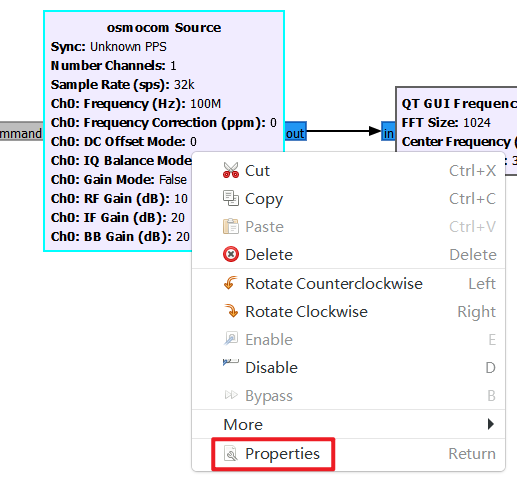 osmocom Source
Sync: Unknown PPS
Number Channels: 1
Sample Rate (sps): 32k
Ch0: Frequency (Hz): 100M
Ch0: Frequency Correction (ppm): 0
Ch0: DC Offset Mode: 0
Ch0: IQ Balance Mode
Ch0: Gain Mode: False
Ch0: RF Gain (dB): 10
Ch0: IF Gain (dB): 20
Ch0: BB Gain (dB): 20
mmand
out
in
QT GUI Frequenc
FFT Size: 1024
Center Frequency (
: 3
Cut Ctrl+X
Copy Ctrl+C
Paste Ctrl+V
Delete Delete
Rotate Counterclockwise Left
Rotate Clockwise Right
Enable E
Disable D
Bypass B
More
Properties Return